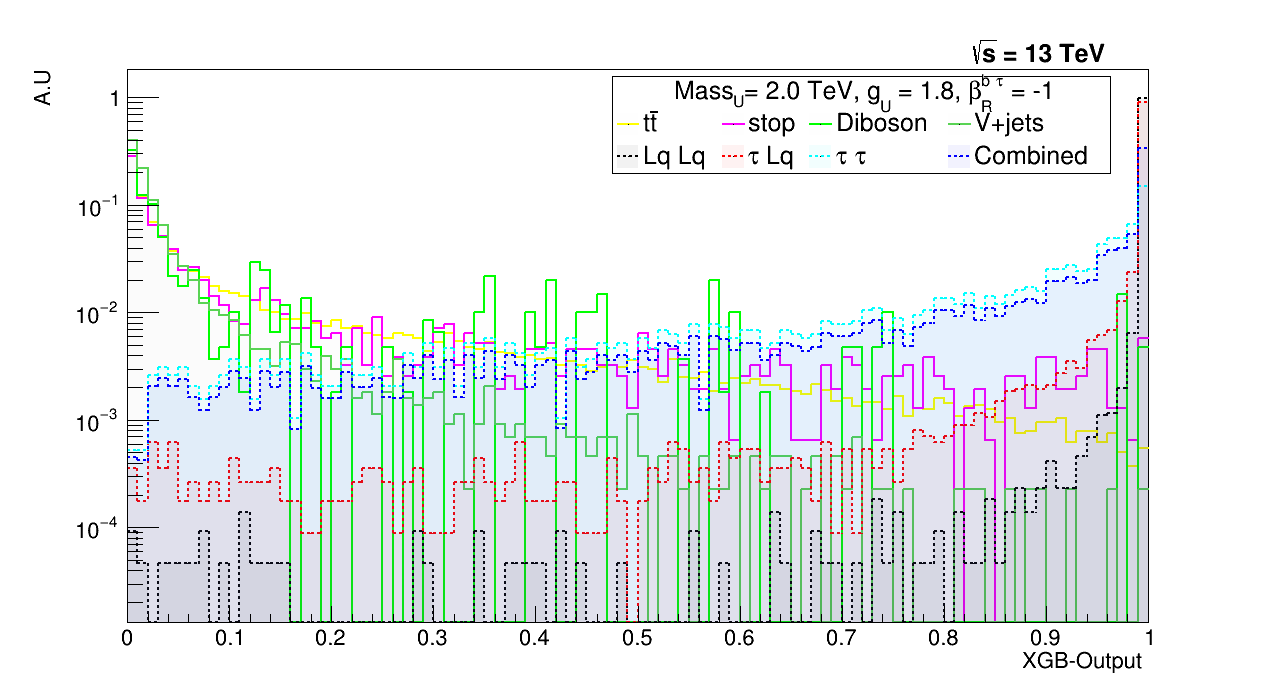 √s = 13 TeV
A.U
Mass_U= 2.0 TeV, g_U = 1.8, β_R^{b τ} = -1
tt̄ stop Diboson V+jets
Lq Lq τ Lq τ τ Combined
1
10⁻¹
10⁻²
10⁻³
10⁻⁴
0 0.1 0.2 0.3 0.4 0.5 0.6 0.7 0.8 0.9 1
XGB-Output